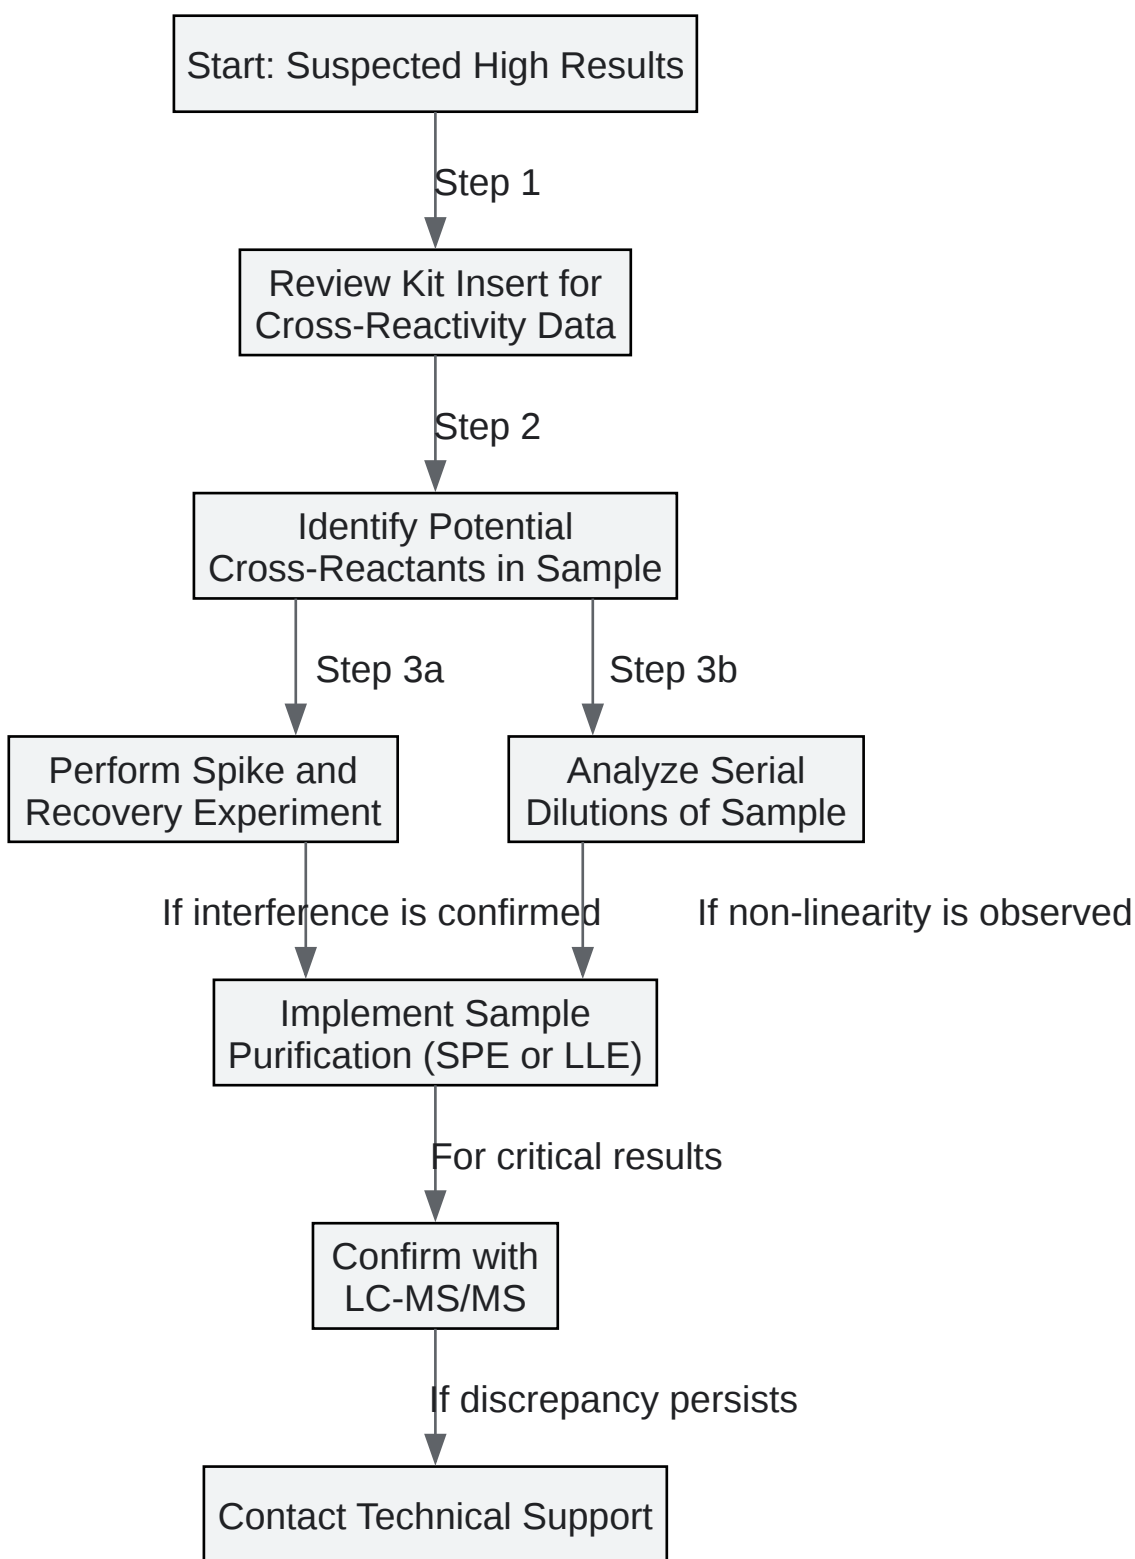 Start: Suspected High Results
Step 1
Review Kit Insert for
Cross-Reactivity Data
Step 2
Identify Potential
Cross-Reactants in Sample
Step 3a
Step 3b
Perform Spike and
Recovery Experiment
Analyze Serial
Dilutions of Sample
If interference is confirmed
If non-linearity is observed
Implement Sample
Purification (SPE or LLE)
For critical results
Confirm with
LC-MS/MS
If discrepancy persists
Contact Technical Support